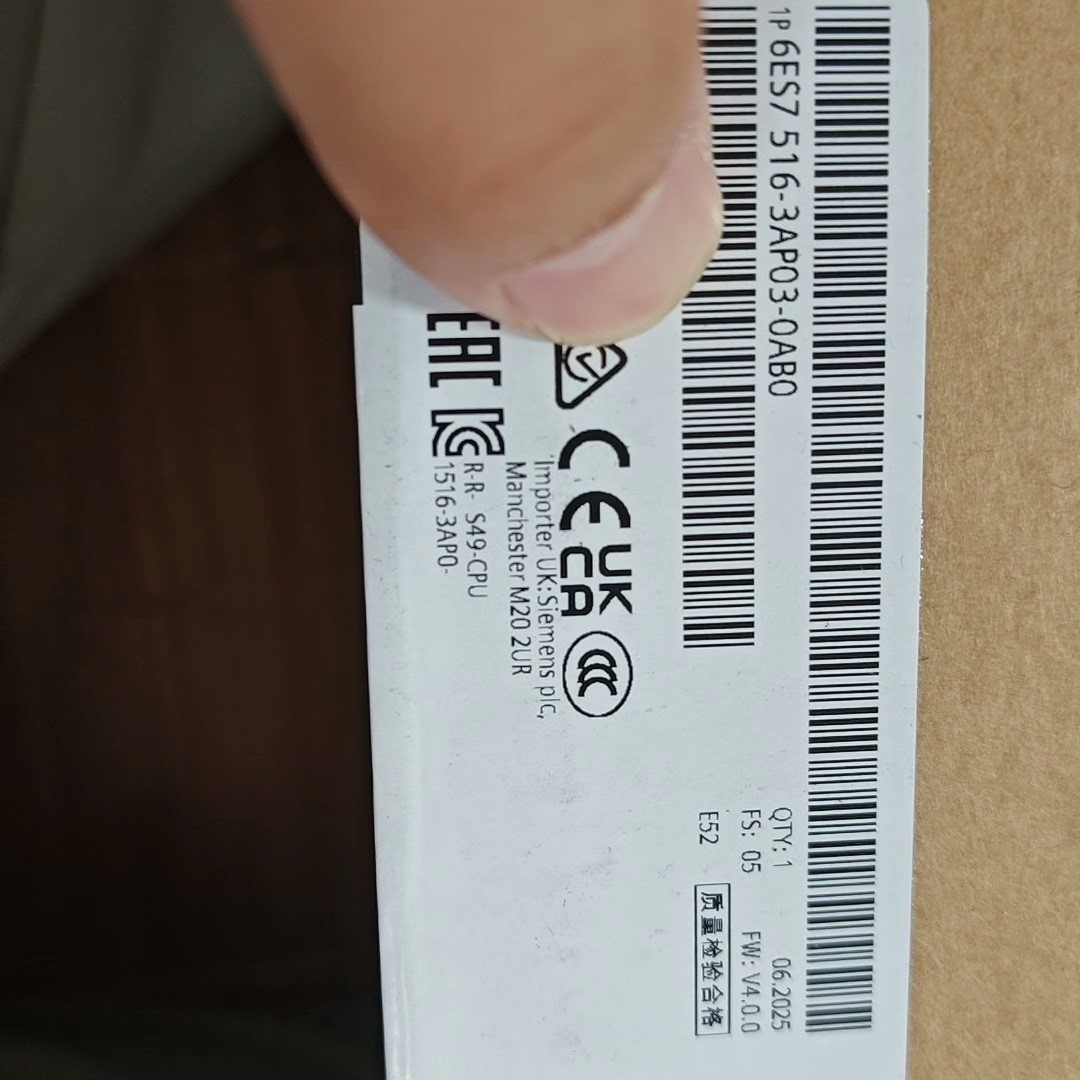 1P 6ES7 516-3AP03-0AB0
QTY: 1 06.2025
FS: 05 FW: V4.0.0
E52 质量检验合格
CE UK CA CCC
Importer UK: Siemens plc,
Manchester M20 2UR
EAC
R-R- S49-CPU
1516-3AP0-